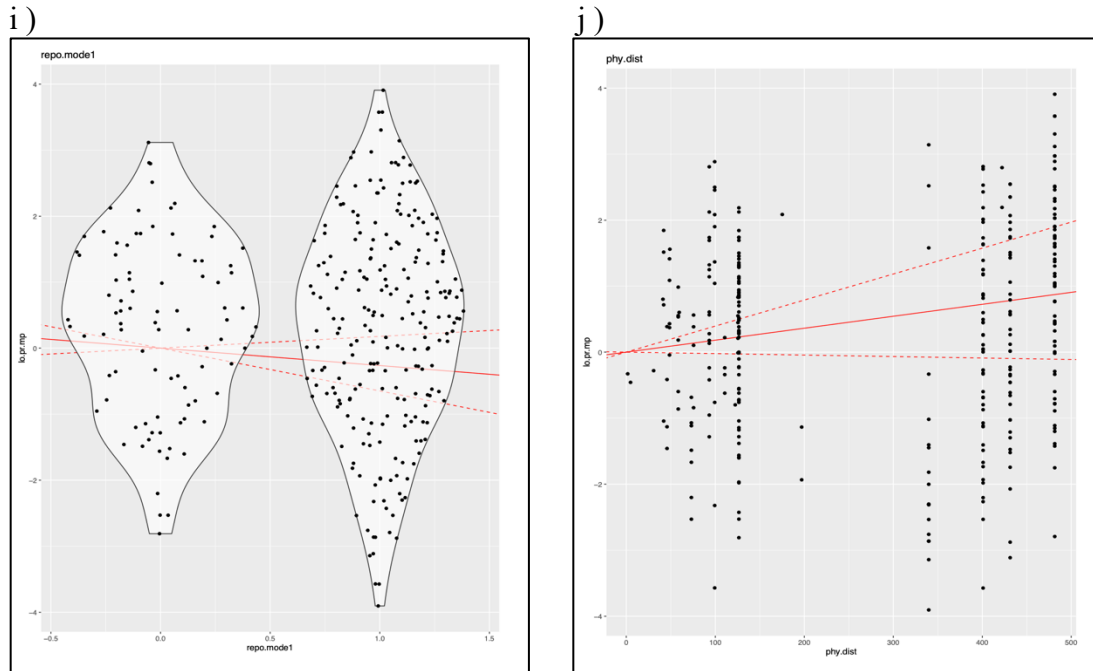 i ) j )
repo.mode1 phy.dist
4 4
2 2
lo.pr.mp 0 lo.pr.mp 0
−2 −2
−4 −4
−0.5 0.0 0.5 1.0 1.5 0 100 200 300 400 500
repo.mode1 phy.dist